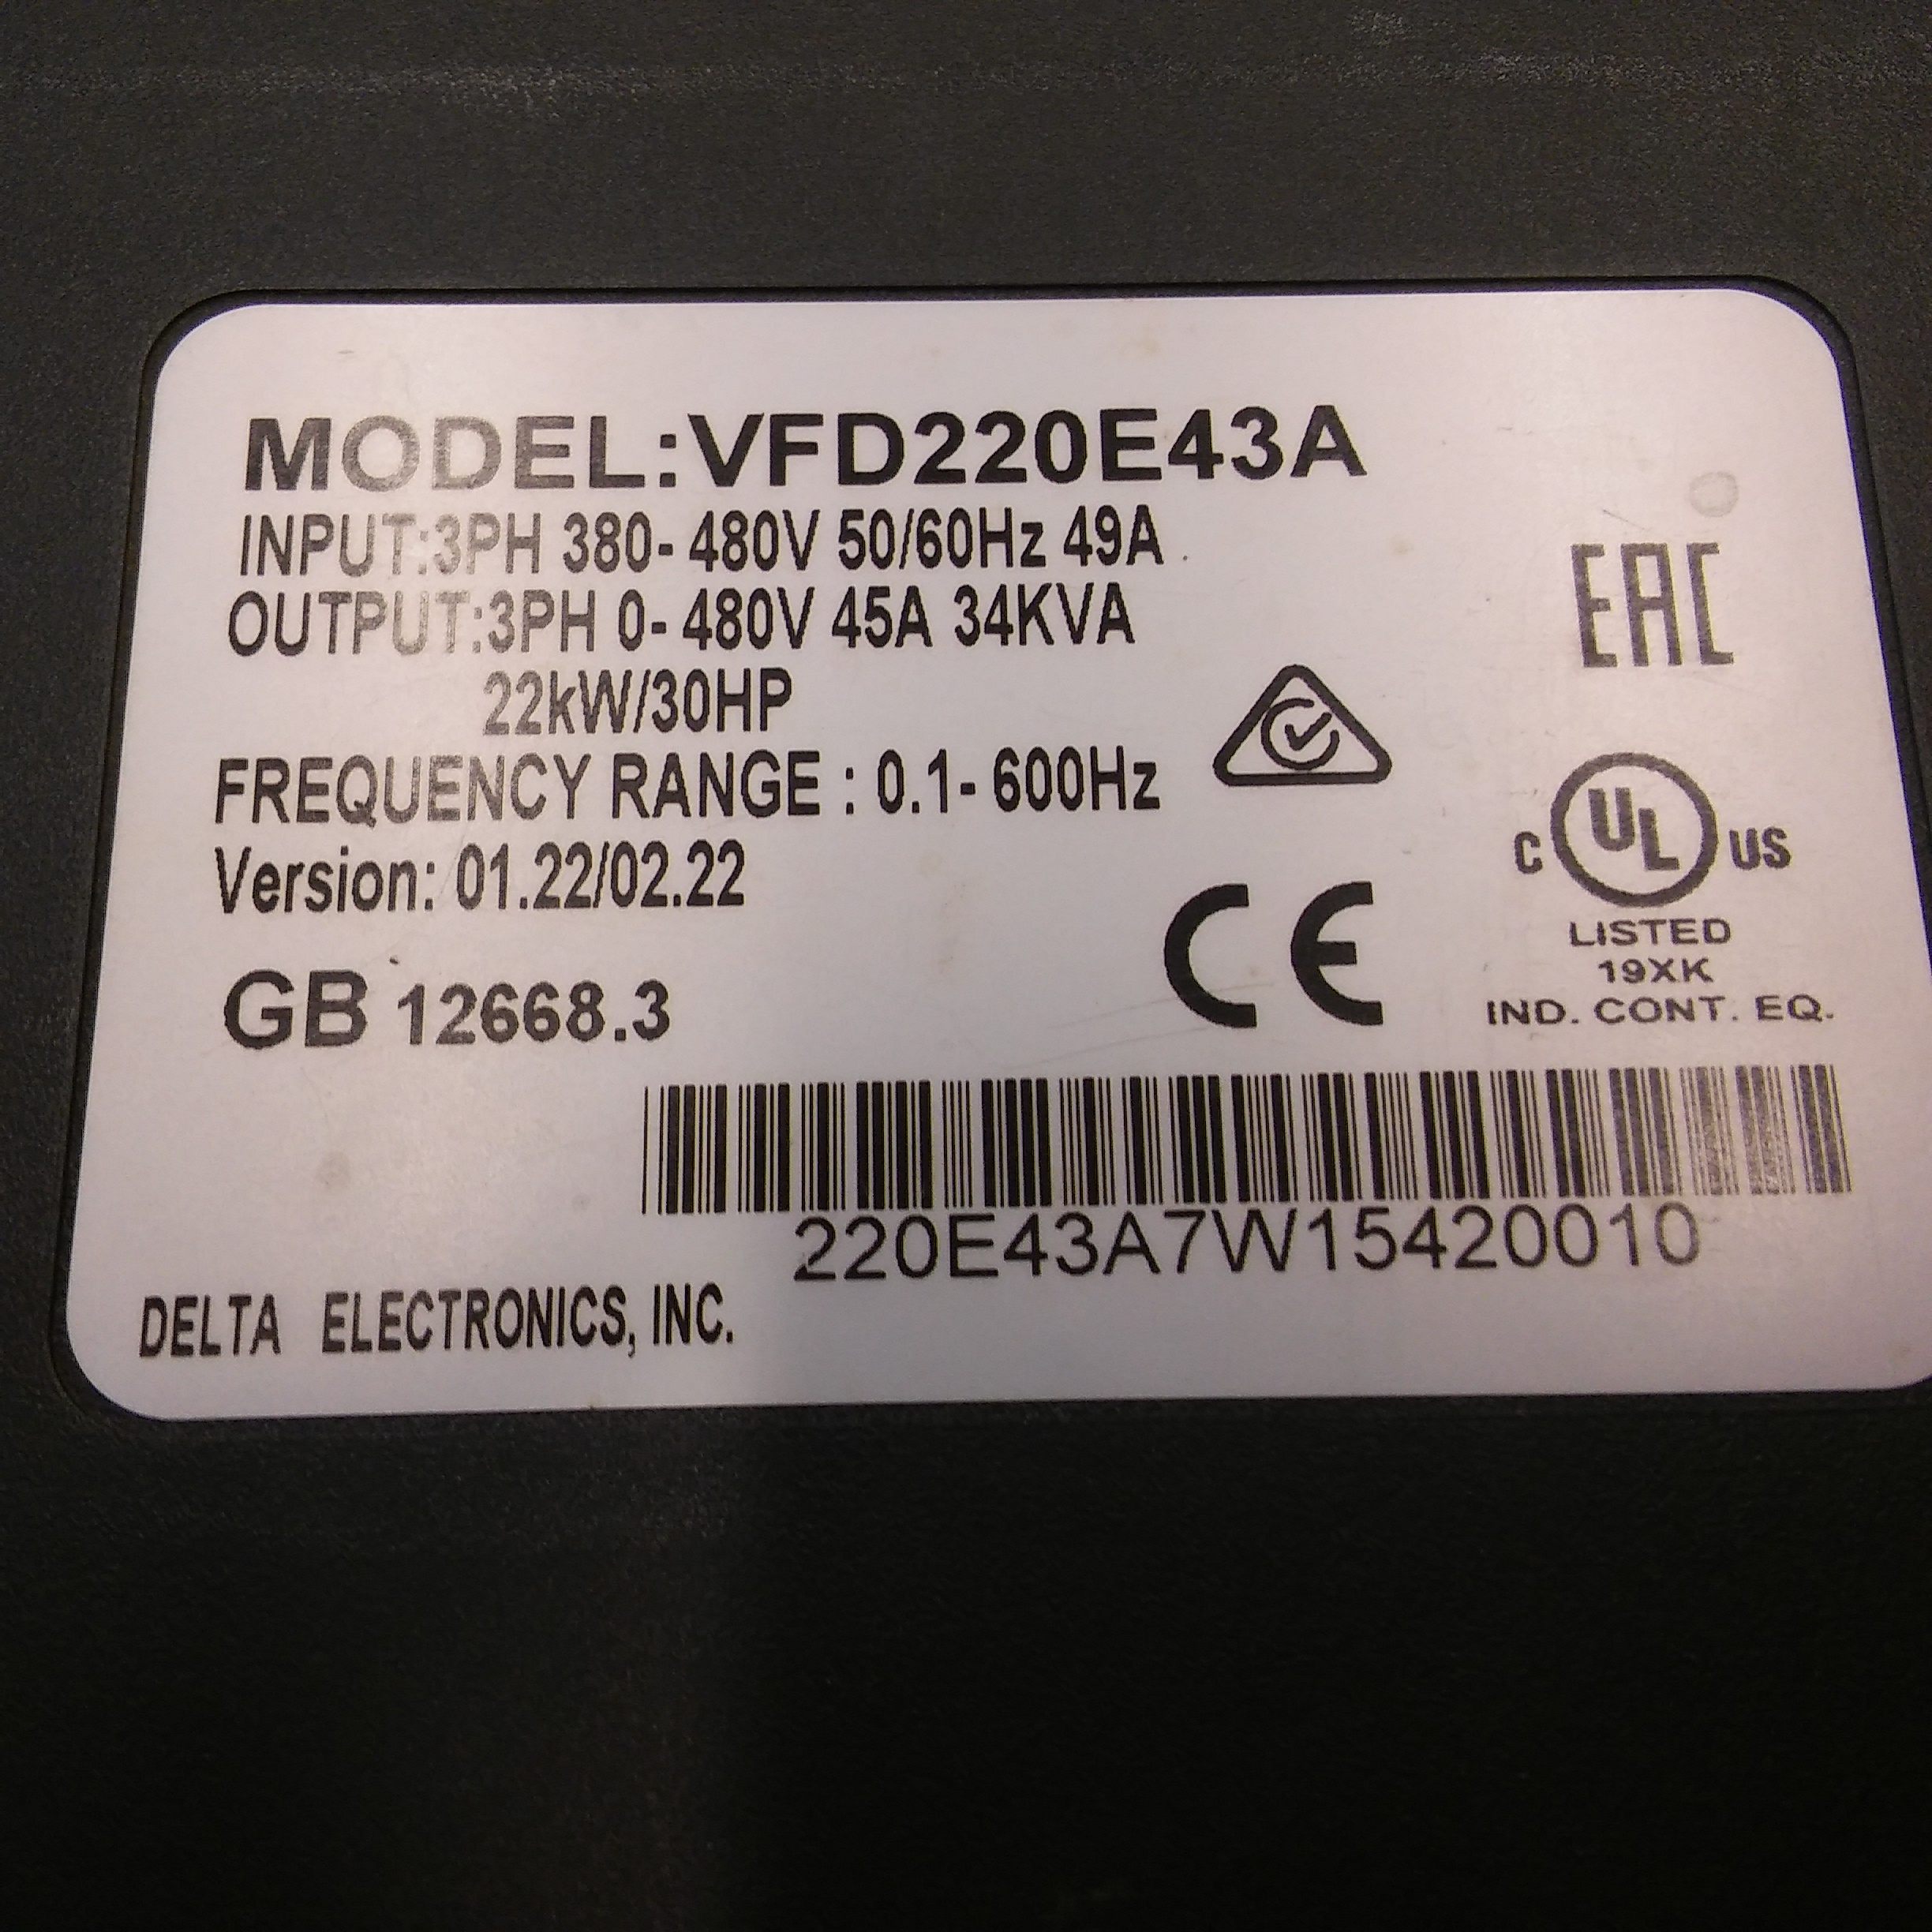 MODEL:VFD220E43A
INPUT:3PH 380-480V 50/60Hz 49A
OUTPUT:3PH 0-480V 45A 34KVA
22kW/30HP
FREQUENCY RANGE : 0.1-600Hz
Version: 01.22/02.22
GB 12668.3
EAC
C UL US
LISTED
19XK
IND. CONT. EQ.
CE
220E43A7W15420010
DELTA ELECTRONICS, INC.